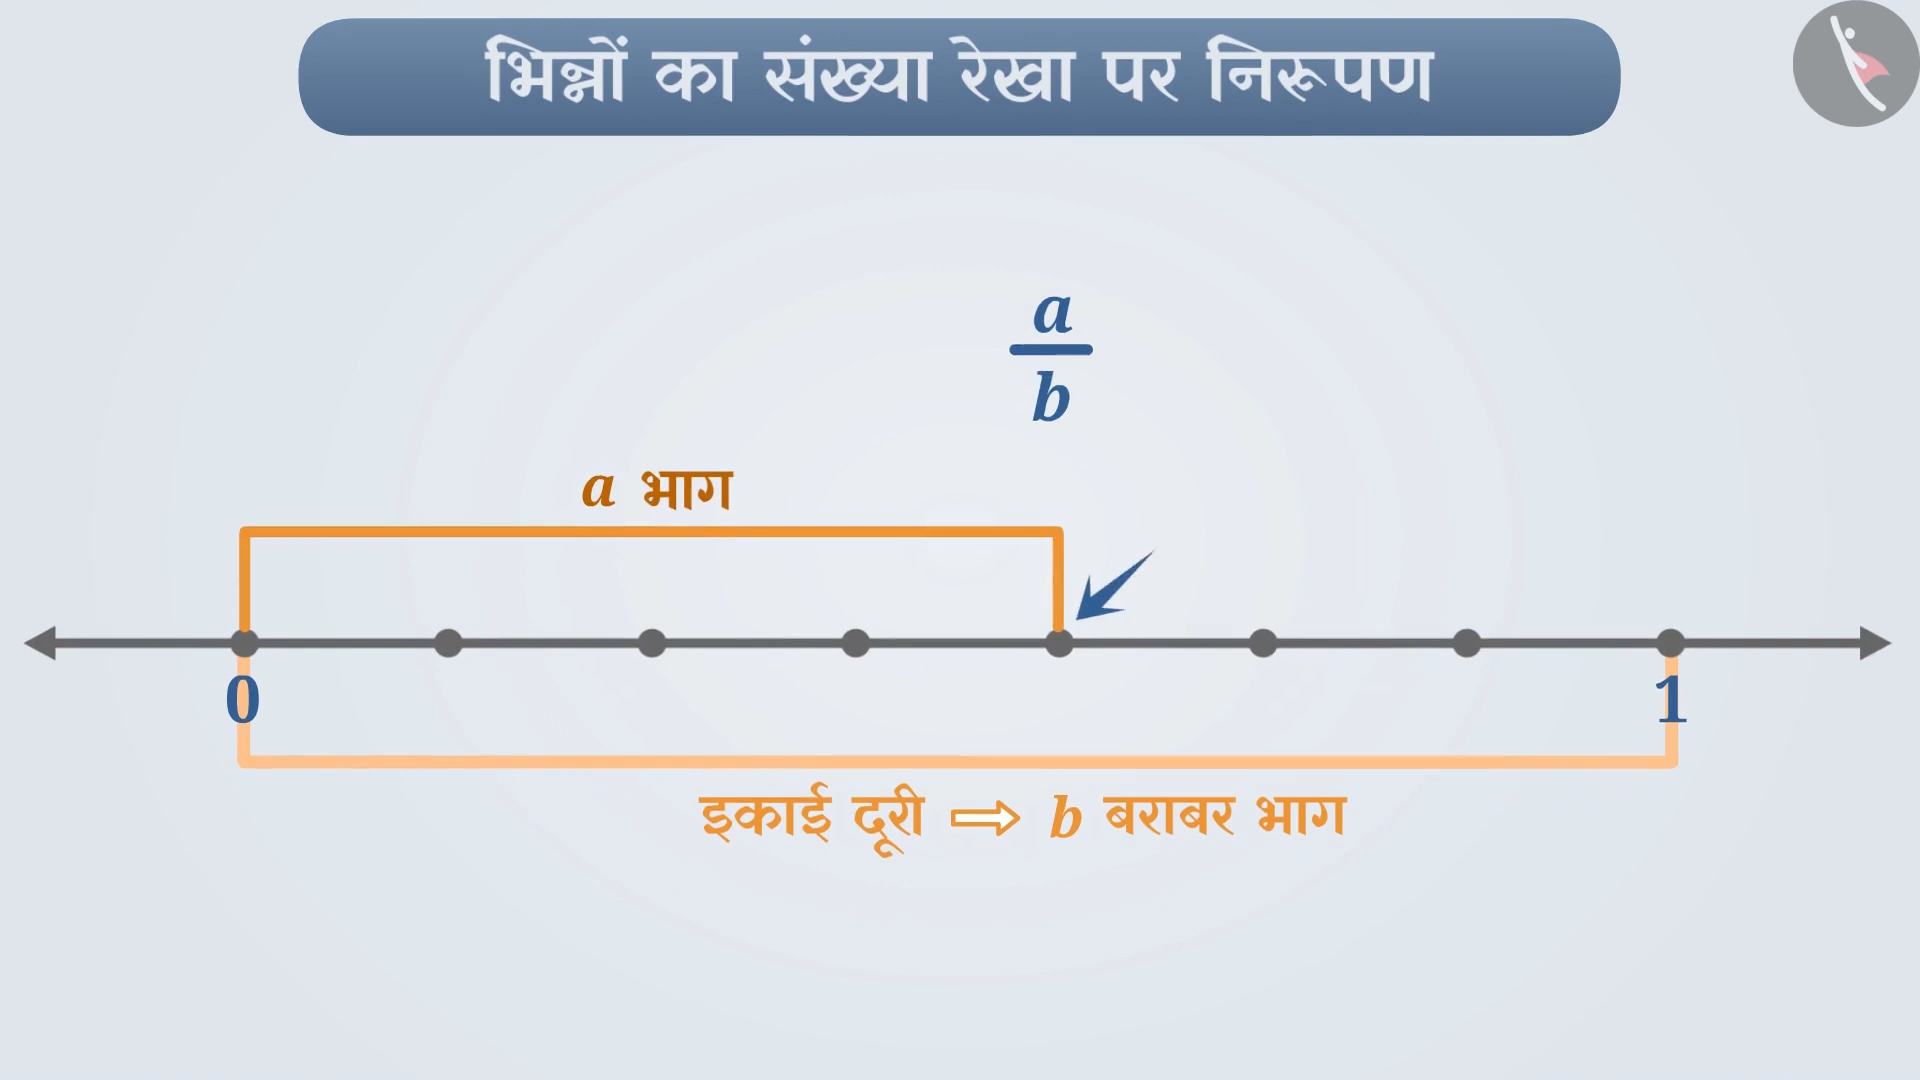 भिन्नों का संख्या रेखा पर निरूपण
a
b
a भाग
0 1
इकाई दूरी ⇨ b बराबर भाग